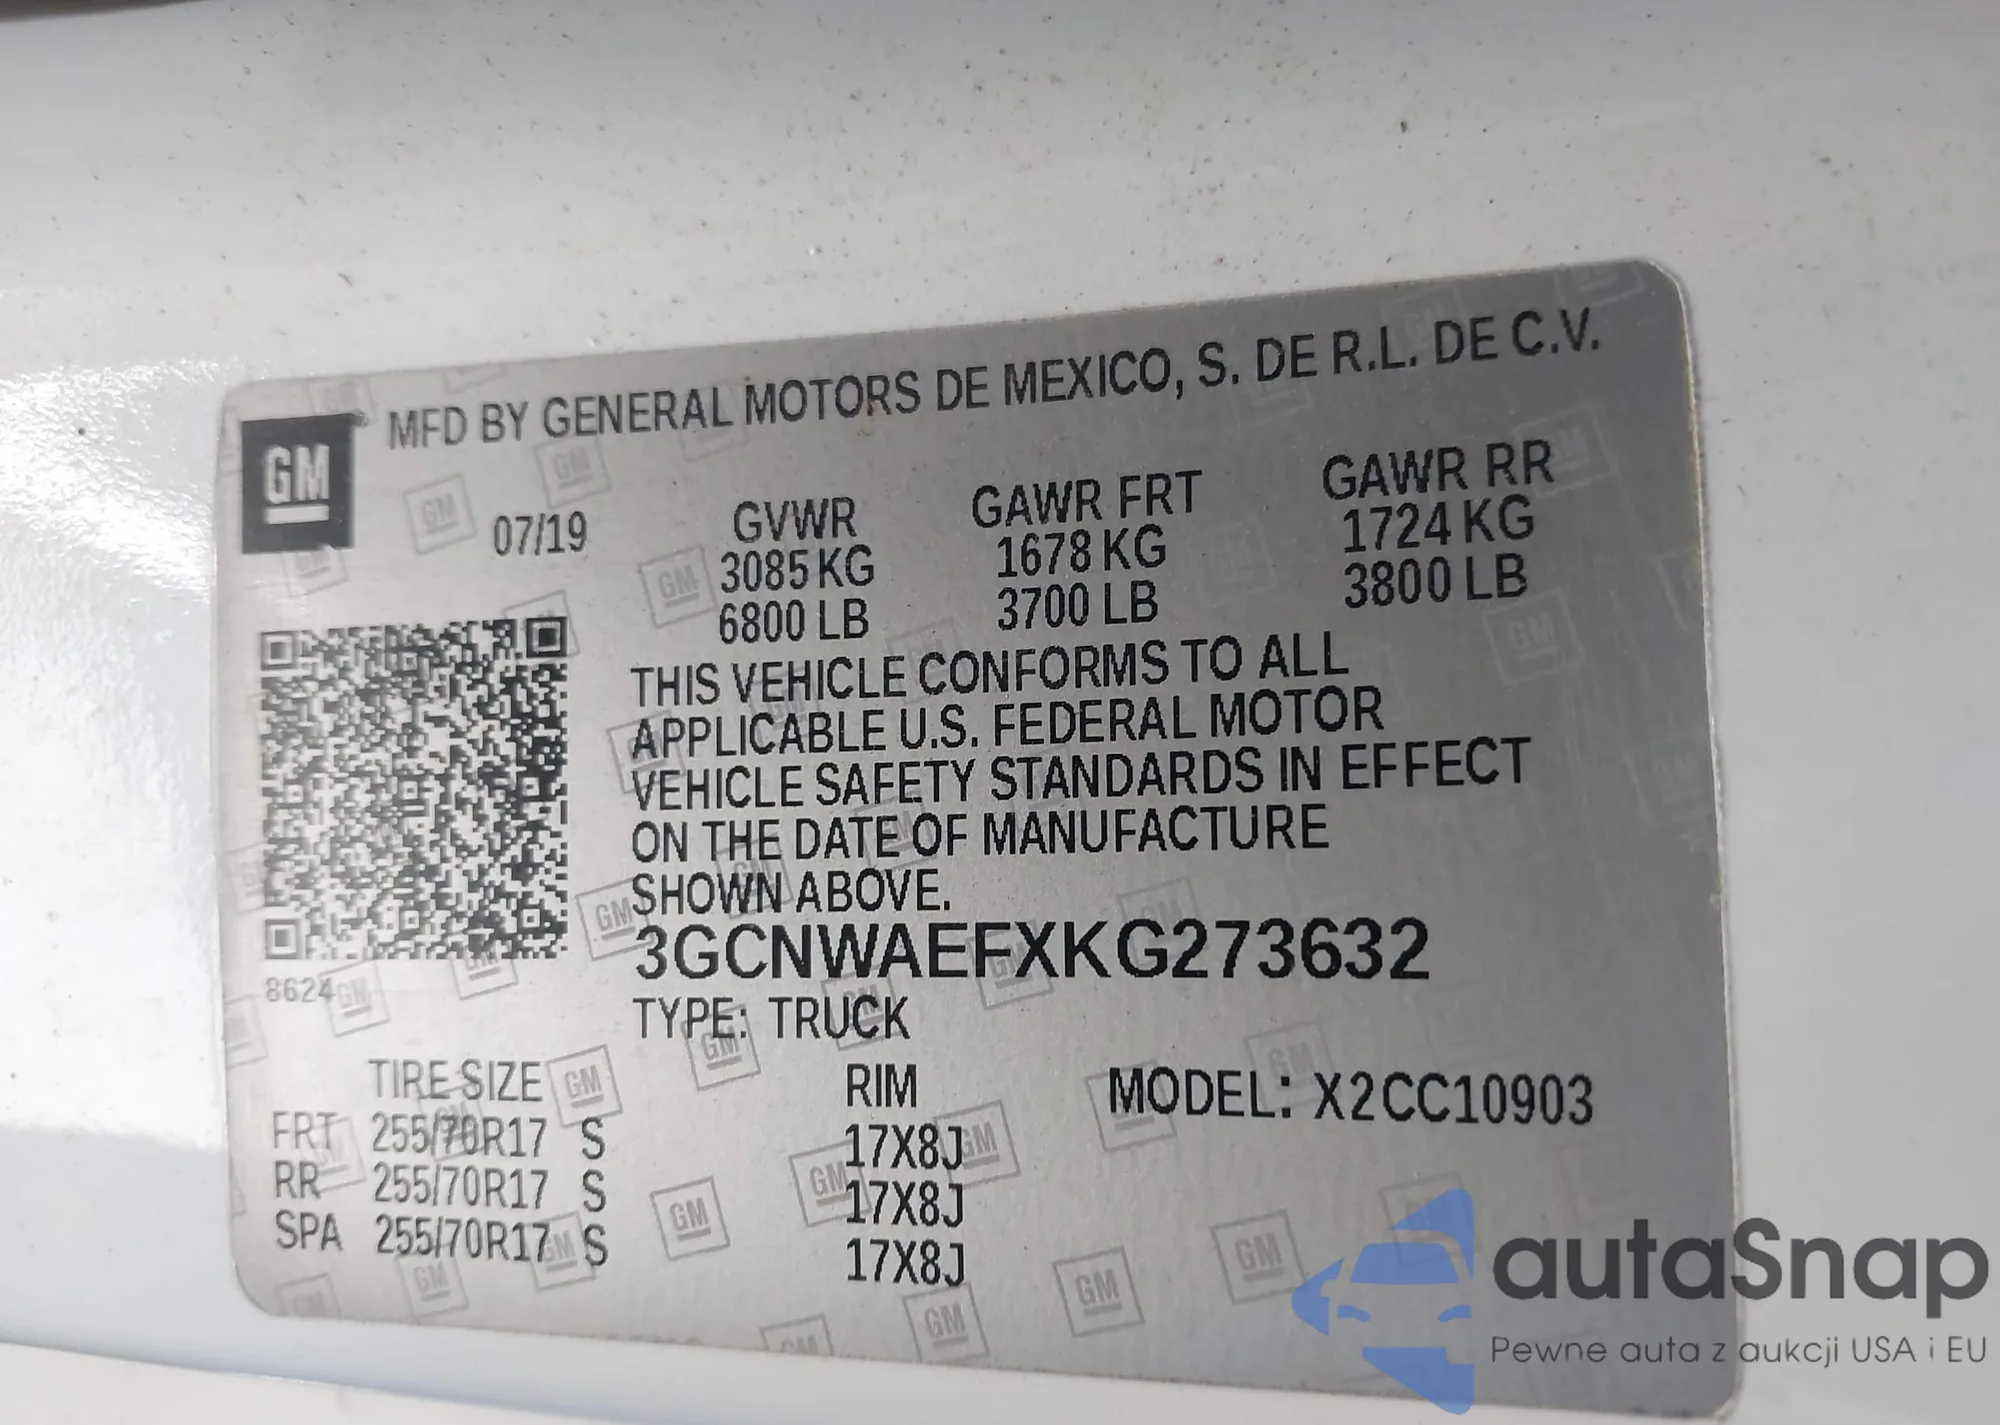 MFD BY GENERAL MOTORS DE MEXICO, S. DE R.L. DE C.V.
GM
07/19
GVWR GAWR FRT GAWR RR
3085 KG 1678 KG 1724 KG
6800 LB 3700 LB 3800 LB
THIS VEHICLE CONFORMS TO ALL
APPLICABLE U.S. FEDERAL MOTOR
VEHICLE SAFETY STANDARDS IN EFFECT
ON THE DATE OF MANUFACTURE
SHOWN ABOVE.
3GCNWAEFXKG273632
8624
TYPE: TRUCK
TIRE SIZE RIM MODEL: X2CC10903
FRT 255/70R17 S 17X8J
RR 255/70R17 S 17X8J
SPA 255/70R17 S 17X8J
autaSnap
Pewne auta z aukcji USA i EU